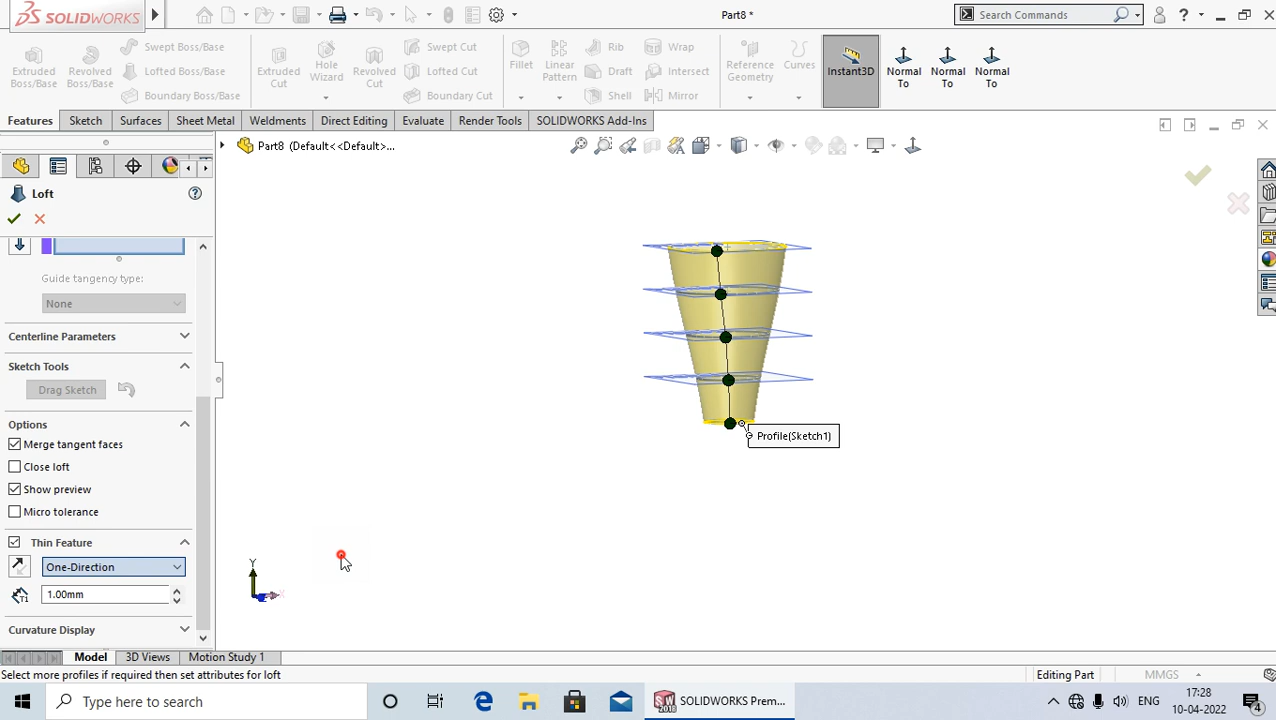 SOLIDWORKS
Part8 *
Search Commands
?
Extruded Boss/Base
Revolved Boss/Base
Swept Boss/Base
Lofted Boss/Base
Boundary Boss/Base
Extruded Cut
Hole Wizard
Revolved Cut
Swept Cut
Lofted Cut
Boundary Cut
Fillet
Linear Pattern
Rib
Draft
Shell
Wrap
Intersect
Mirror
Reference Geometry
Curves
Instant3D
Normal To
Normal To
Normal To
Features Sketch Surfaces Sheet Metal Weldments Direct Editing Evaluate Render Tools SOLIDWORKS Add-Ins
Part8 (Default<<Default>...
Loft
Guide tangency type:
None
Centerline Parameters
Sketch Tools
Drag Sketch
Options
Merge tangent faces
Close loft
Show preview
Micro tolerance
Thin Feature
One-Direction
1.00mm
Curvature Display
Profile(Sketch1)
Y
X
Model 3D Views Motion Study 1
Select more profiles if required then set attributes for loft
Editing Part
MMGS
Type here to search
SOLIDWORKS Prem...
ENG
17:28
10-04-2022